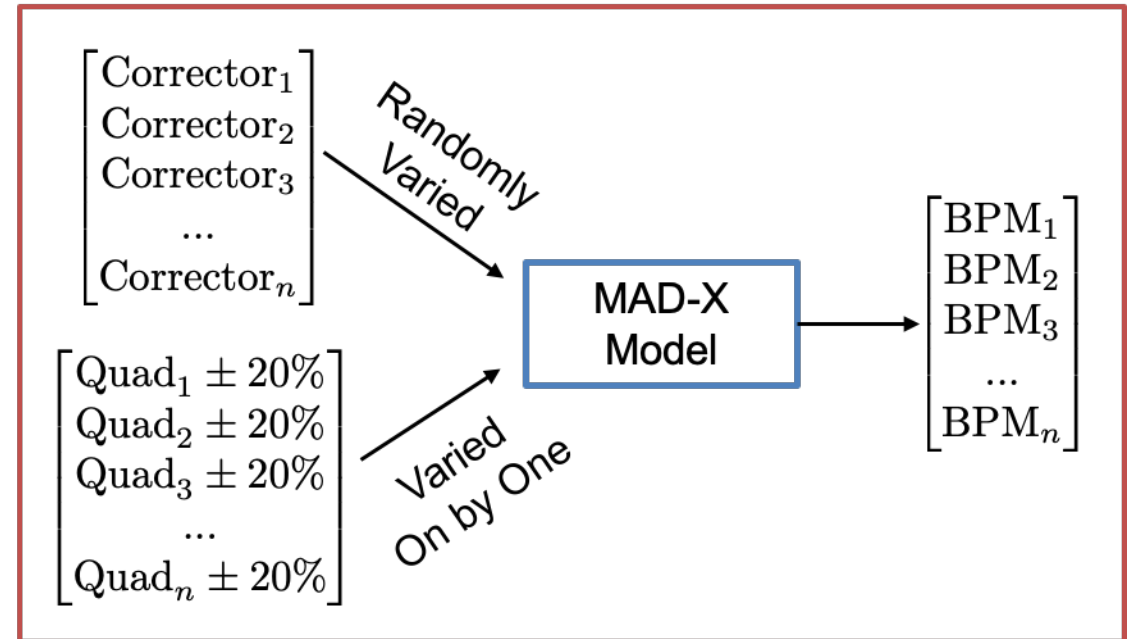 Corrector₁
Corrector₂
Corrector₃
...
Correctorₙ
Randomly
Varied
Quad₁ ± 20%
Quad₂ ± 20%
Quad₃ ± 20%
...
Quadₙ ± 20%
Varied
On by One
MAD-X
Model
BPM₁
BPM₂
BPM₃
...
BPMₙ